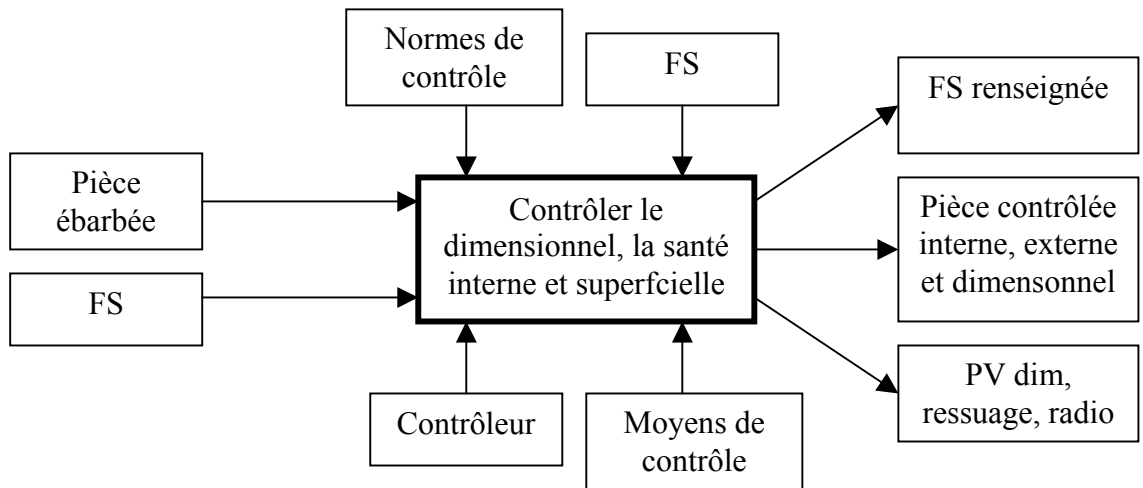 Normes de
contrôle
FS
FS renseignée
Pièce
ébarbée
Contrôler le
dimensionnel, la santé
interne et superfcielle
Pièce contrôlée
interne, externe
et dimensonnel
FS
PV dim,
ressuage, radio
Contrôleur
Moyens de
contrôle